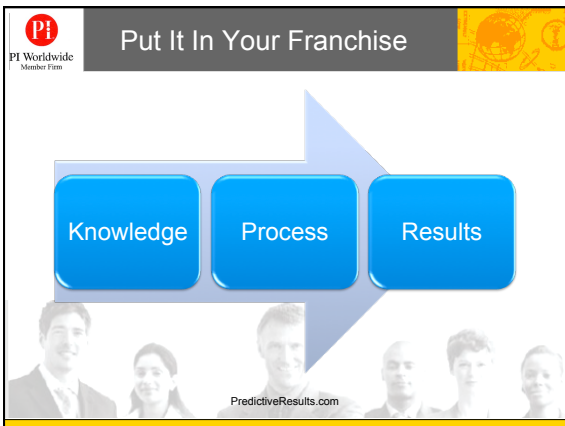 PI
PI Worldwide
Member Firm
Put It In Your Franchise
Knowledge
Process
Results
PredictiveResults.com